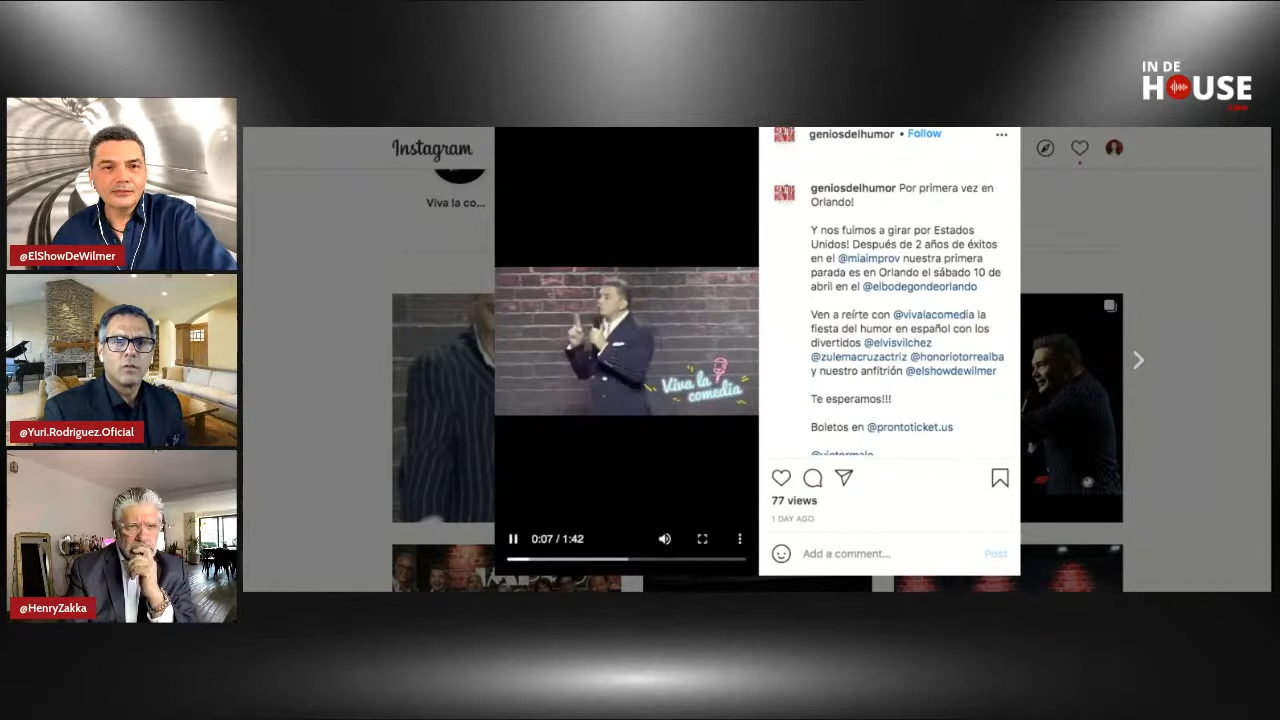 IN DE
HOUSE
@ElShowDeWilmer
@Yuri.Rodriguez.Oficial
@HenryZakka
Instagram
Viva la co...
Viva la
comedia
0:07 / 1:42
geniosdelhumor • Follow
geniosdelhumor Por primera vez en
Orlando!
Y nos fuimos a girar por Estados
Unidos! Después de 2 años de éxitos
en el @miaimprov nuestra primera
parada es en Orlando el sábado 10 de
abril en el @elbodegondeorlando
Ven a reírte con @vivalacomedia la
fiesta del humor en español con los
divertidos @elvisvilchez
@zulemacruzactriz @honoriotorrealba
y nuestro anfitrión @elshowdewilmer
Te esperamos!!!
Boletos en @prontoticket.us
77 views
1 DAY AGO
Add a comment...
Post